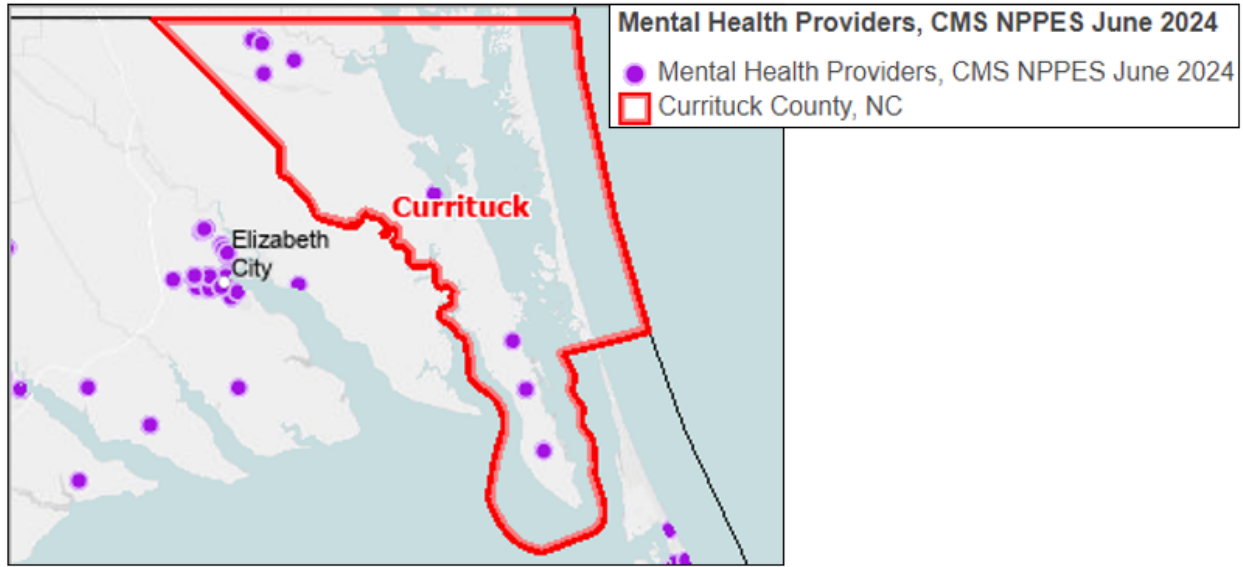 Mental Health Providers, CMS NPPES June 2024
Mental Health Providers, CMS NPPES June 2024
Currituck County, NC
Currituck
Elizabeth
City